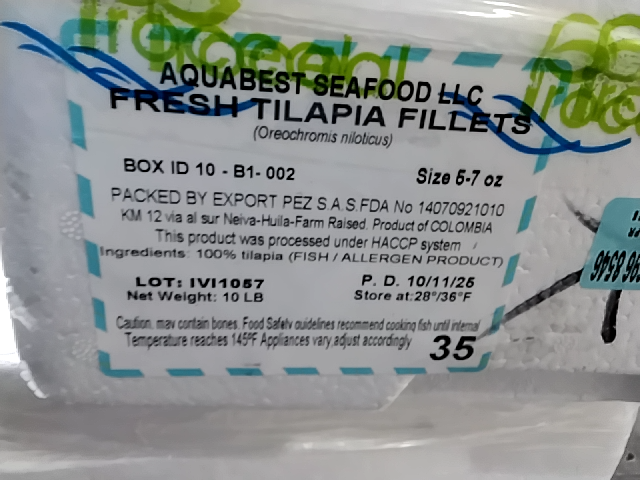 Tropical
AQUABEST SEAFOOD LLC
FRESH TILAPIA FILLETS
(Oreochromis niloticus)
BOX ID 10 - B1- 002 Size 5-7 oz
PACKED BY EXPORT PEZ S.A.S.FDA No 14070921010
KM 12 via al sur Neiva-Huila-Farm Raised. Product of COLOMBIA
This product was processed under HACCP system
Ingredients: 100% tilapia (FISH / ALLERGEN PRODUCT)
LOT: IVI1057 P. D. 10/11/25
Net Weight: 10 LB Store at:28°/36°F
Caution. may contain bones. Food Safety guidelines recommend cooking fish until internal
Temperature reaches 145ºF Appliances vary,adjust accordingly
35